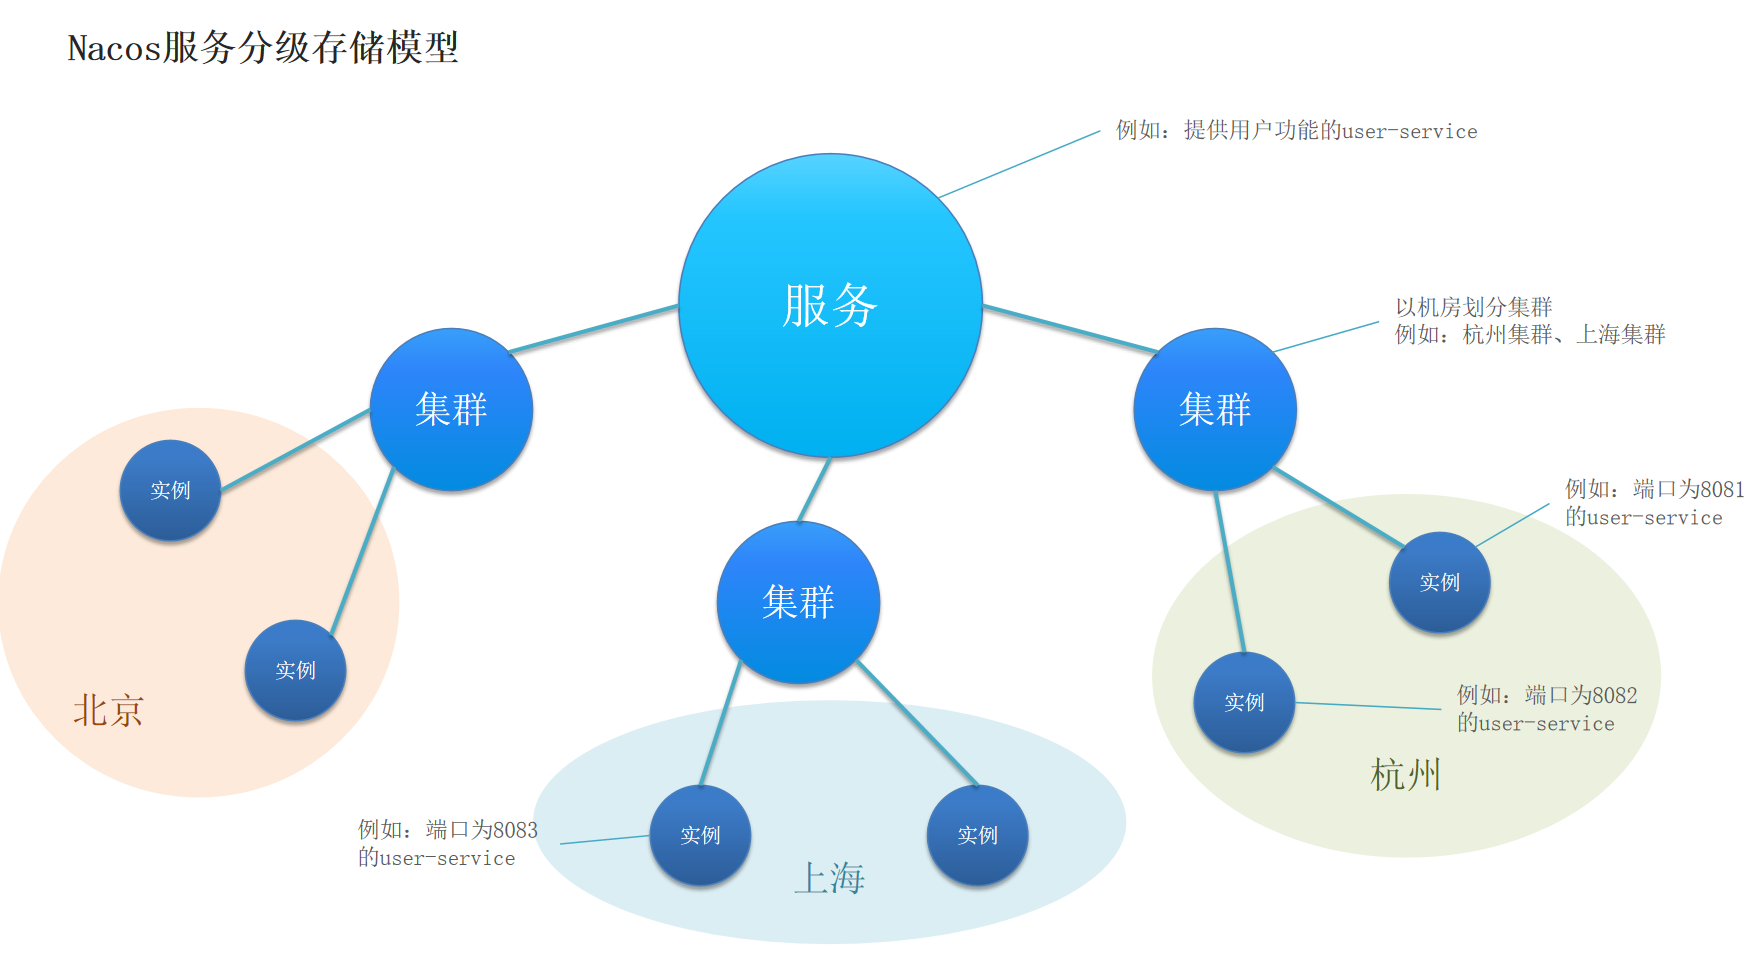 Nacos服务分级存储模型
例如：提供用户功能的user-service
服务
以机房划分集群
例如：杭州集群、上海集群
集群
集群
实例
例如：端口为8081
的user-service
实例
集群
实例
北京
实例
例如：端口为8082
的user-service
杭州
例如：端口为8083
的user-service
实例
实例
上海